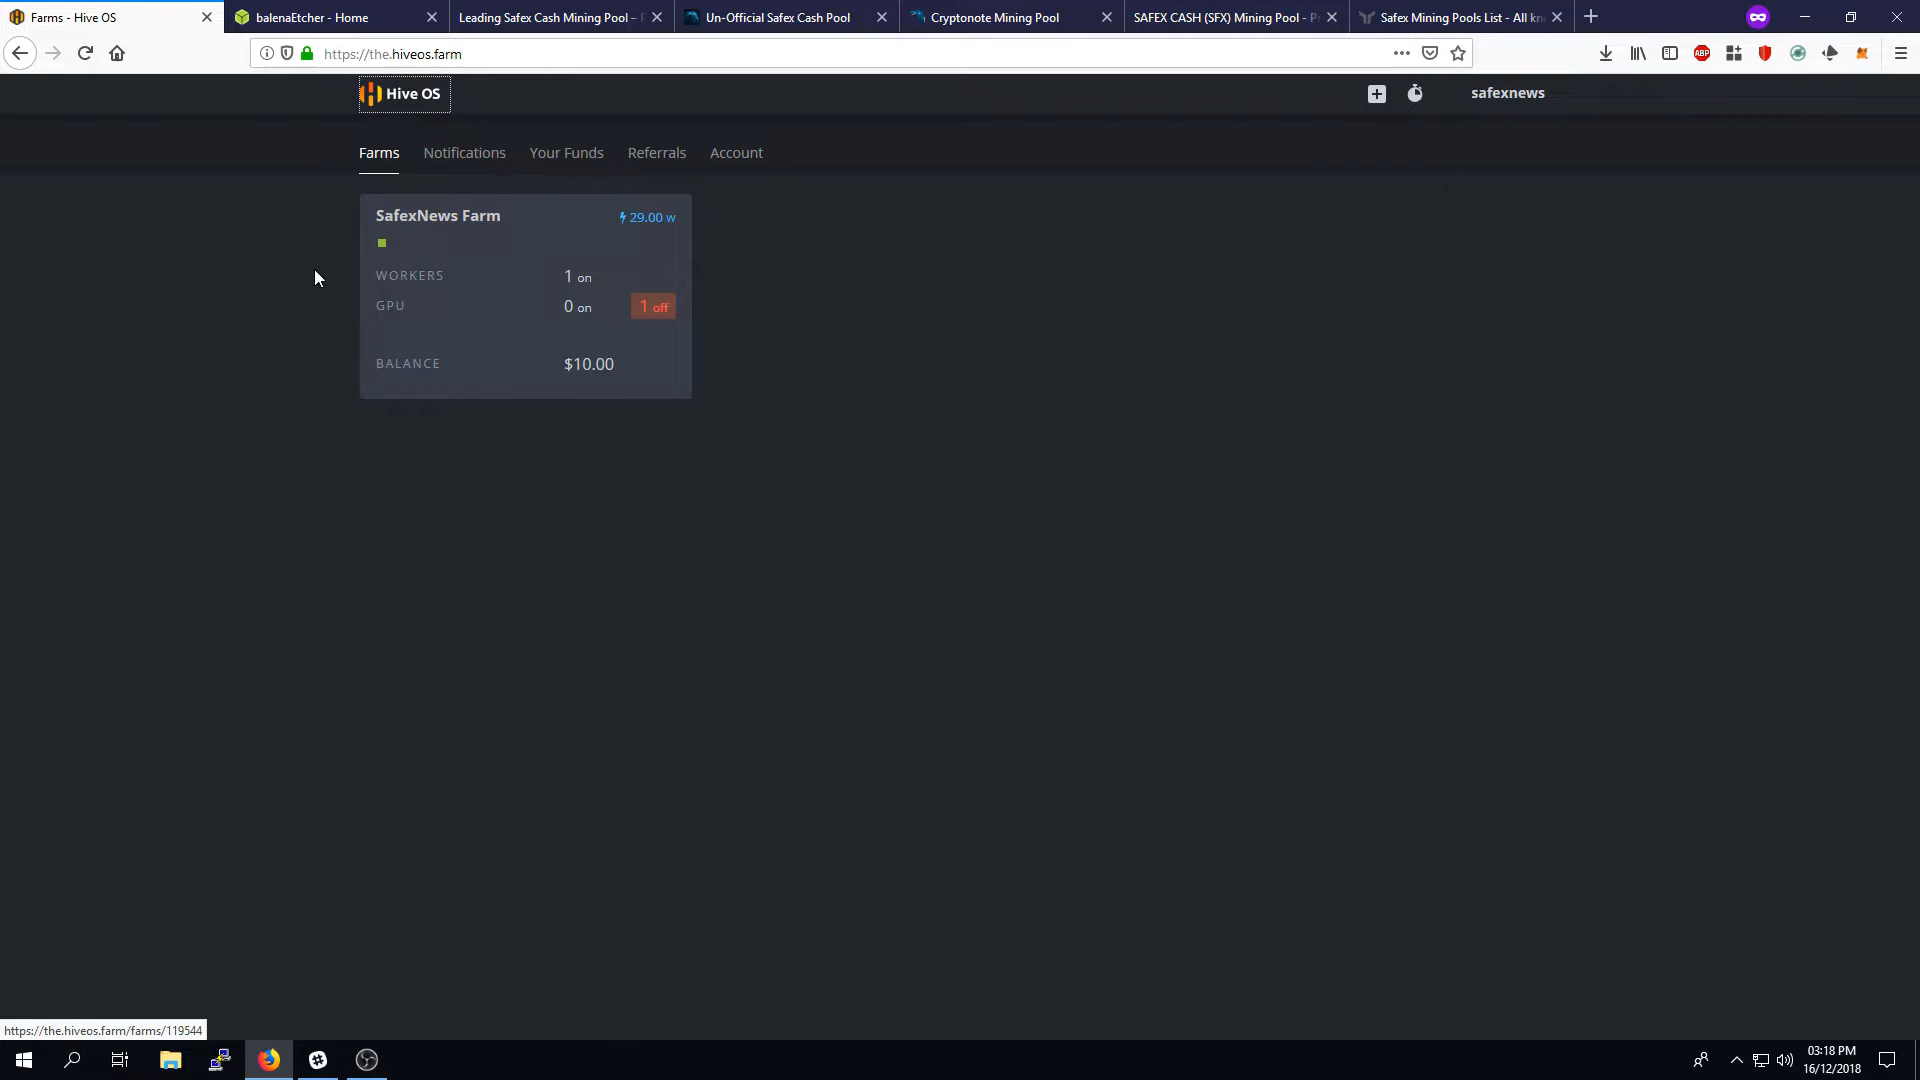 Farms - Hive OS
balenaEtcher - Home
Leading Safex Cash Mining Pool –
Un-Official Safex Cash Pool
Cryptonote Mining Pool
SAFEX CASH (SFX) Mining Pool - P
Safex Mining Pools List - All kn
https://the.hiveos.farm
ABP
Hive OS
safexnews
Farms
Notifications
Your Funds
Referrals
Account
SafexNews Farm
29.00 w
WORKERS
1 on
GPU
0 on
1 off
BALANCE
$10.00
https://the.hiveos.farm/farms/119544
03:18 PM
16/12/2018